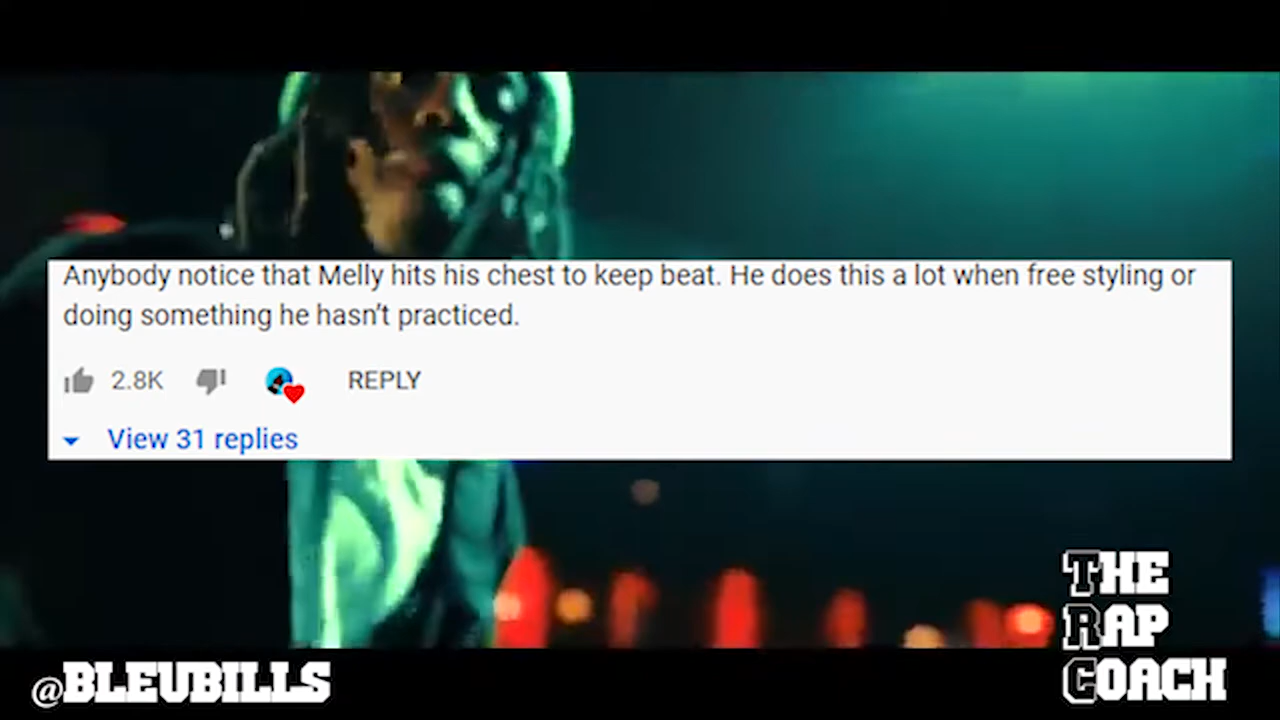 Anybody notice that Melly hits his chest to keep beat. He does this a lot when free styling or
doing something he hasn't practiced.
2.8K REPLY
View 31 replies
THE
RAP
COACH
@BLEUBILLS